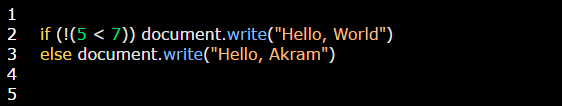 1
2 if (!(5 < 7)) document.write("Hello, World")
3 else document.write("Hello, Akram")
4
5